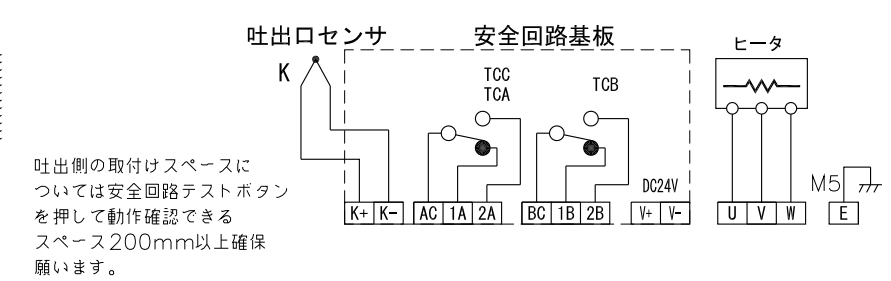 吐出口センサ 安全回路基板 ヒータ
K TCC TCB
TCA
吐出側の取付けスペースに
ついては安全回路テストボタン
を押して動作確認できる
スペース200mm以上確保
願います。
DC24V M5
K+ K- AC 1A 2A BC 1B 2B V+ V- U V W E